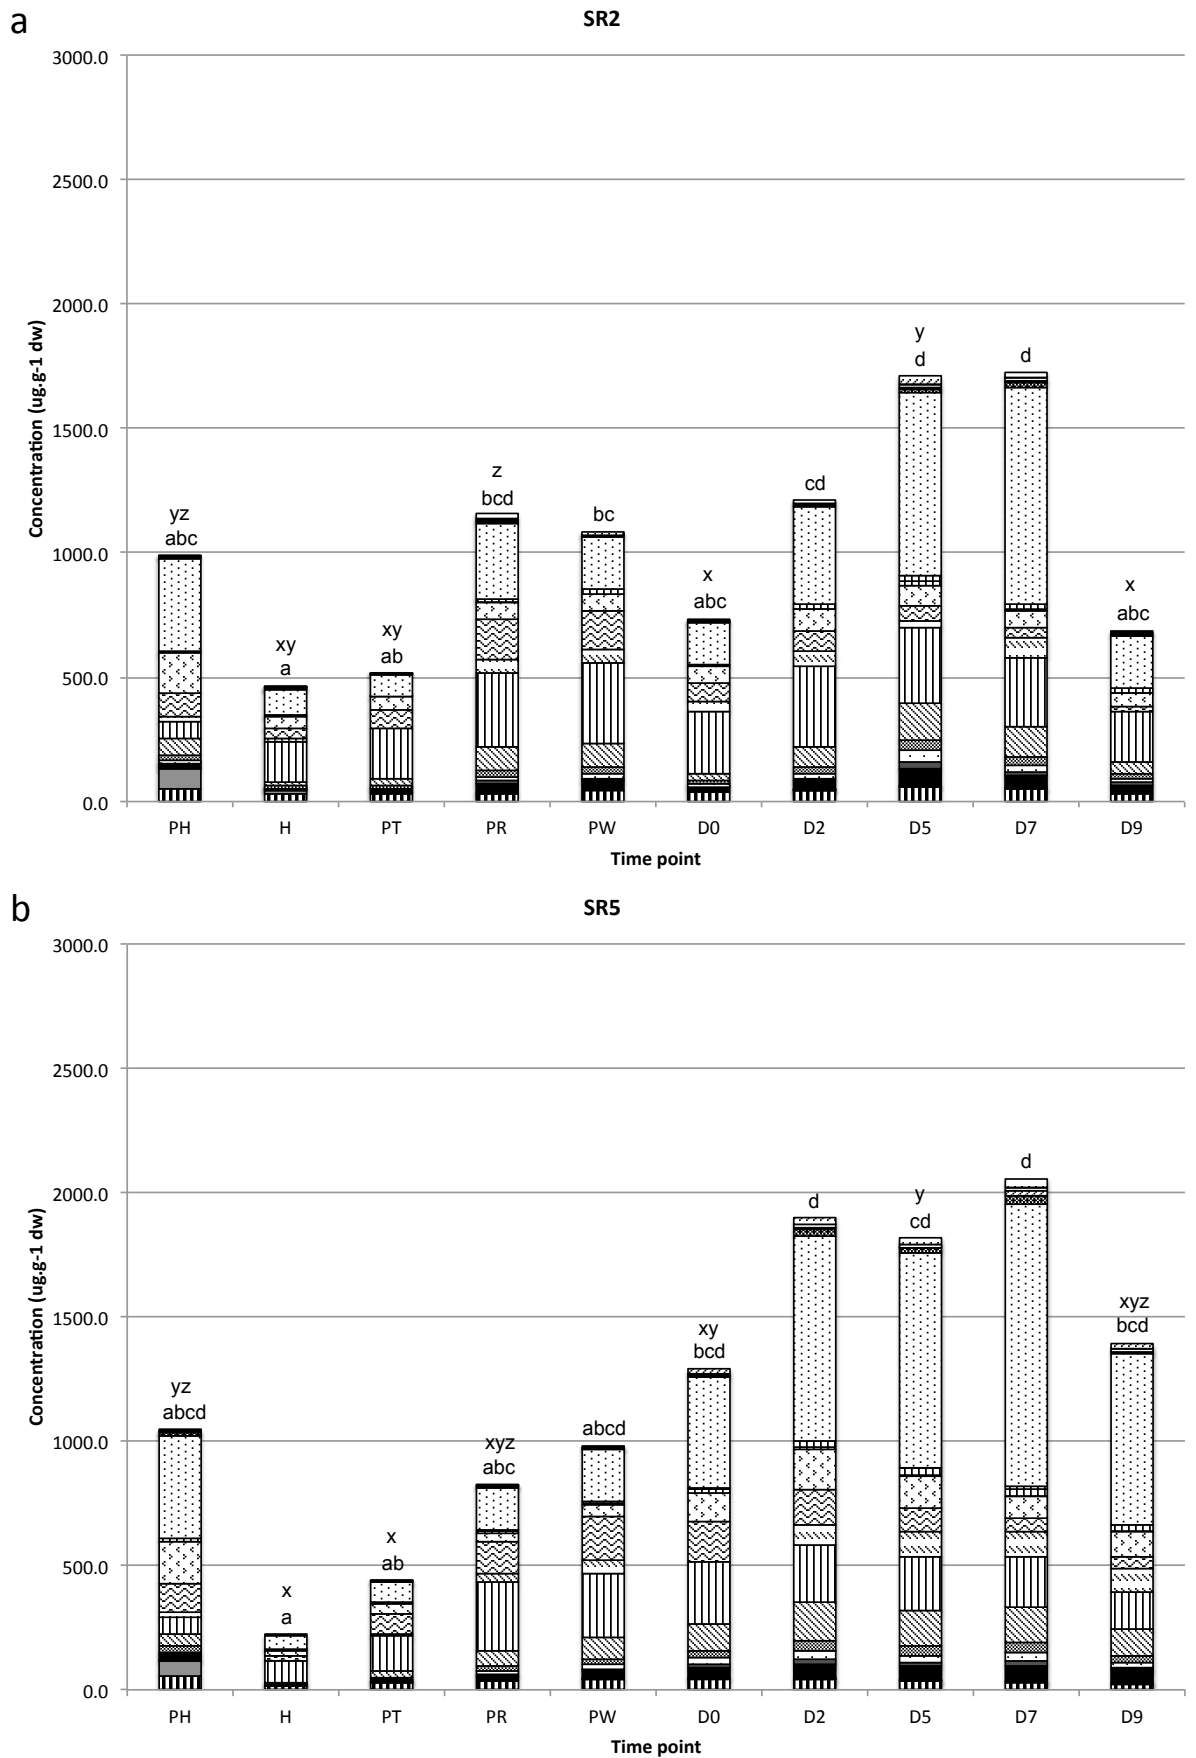 a
SR2
3000.0
2500.0
2000.0
1500.0
1000.0
500.0
0.0
Concentration (ug.g-1 dw)
yz
abc
xy
a
xy
ab
z
bcd
bc
x
abc
cd
y
d
d
x
abc
PH H PT PR PW D0 D2 D5 D7 D9
Time point
b
SR5
3000.0
2500.0
2000.0
1500.0
1000.0
500.0
0.0
Concentration (ug.g-1 dw)
yz
abcd
x
a
x
ab
xyz
abc
abcd
xy
bcd
d
y
cd
d
xyz
bcd
PH H PT PR PW D0 D2 D5 D7 D9
Time point